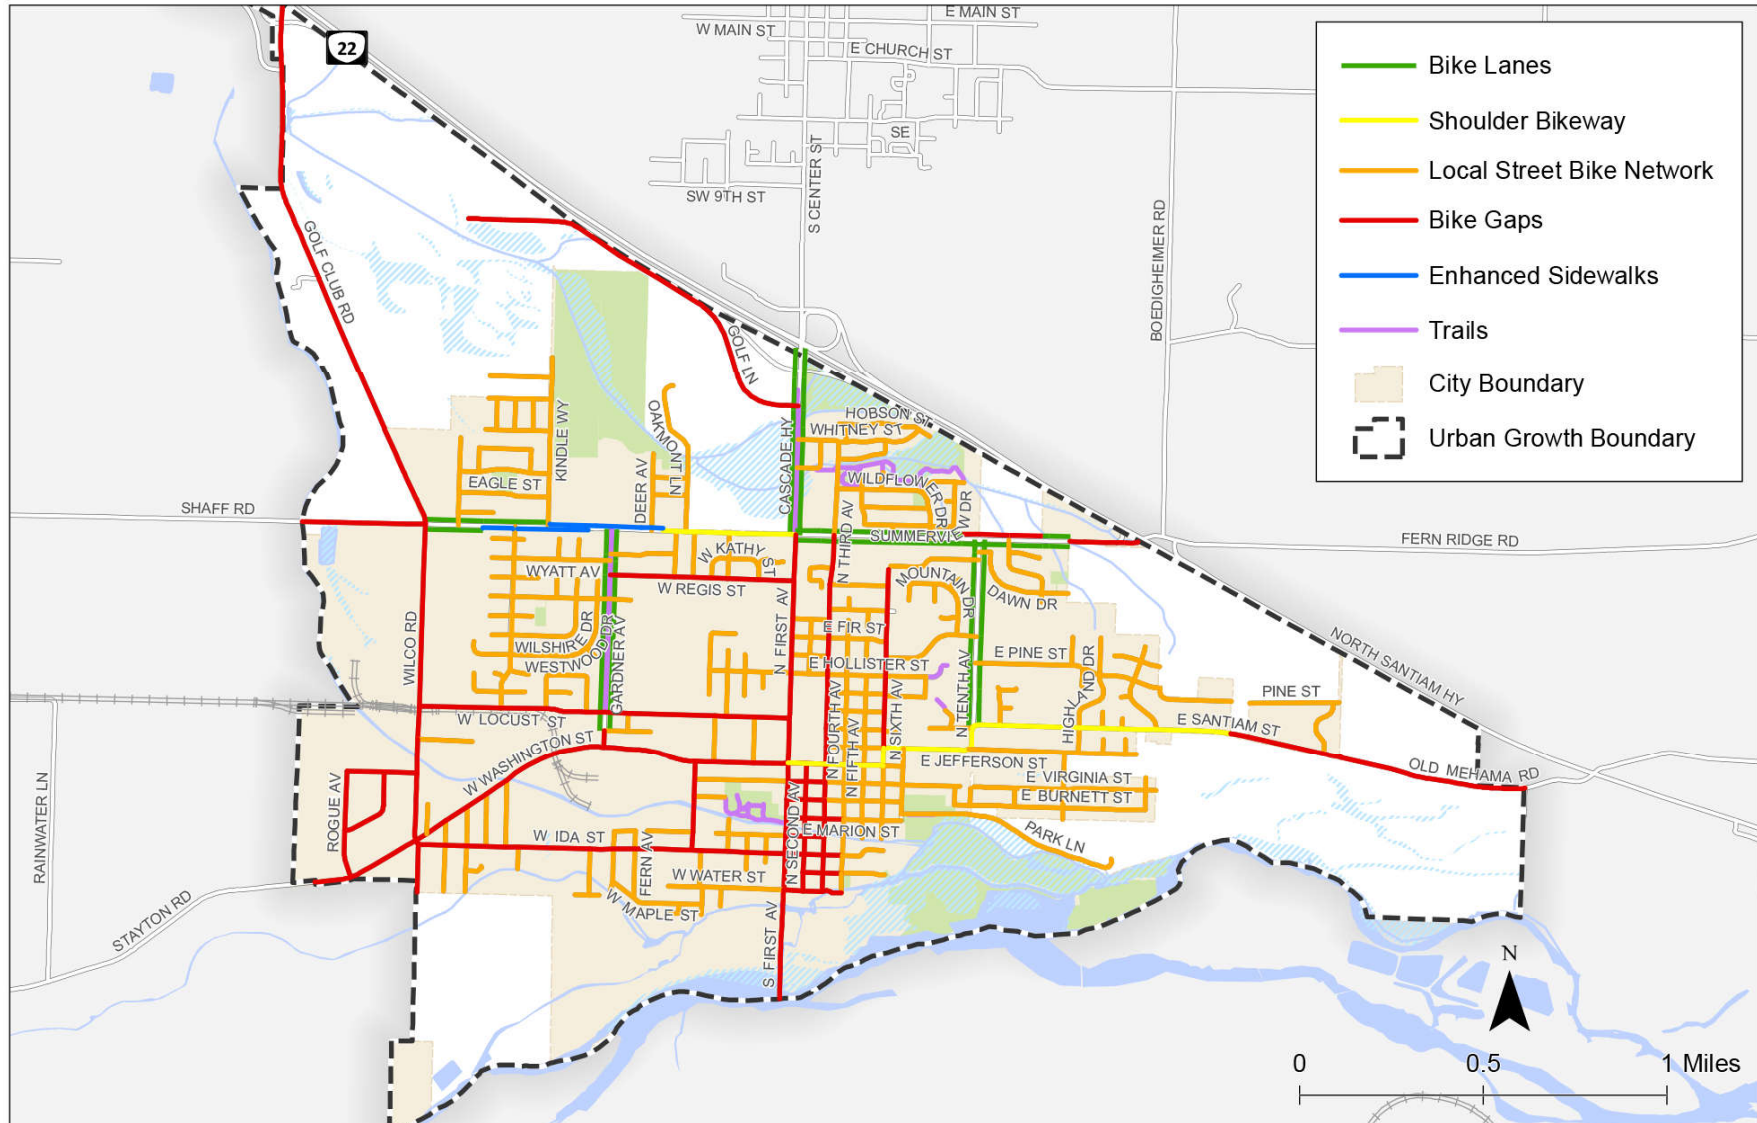 E MAIN ST
W MAIN ST
E CHURCH ST
22
SE
SW 9TH ST
S CENTER ST
BOEDIGHEIMER RD
Bike Lanes
Shoulder Bikeway
Local Street Bike Network
Bike Gaps
Enhanced Sidewalks
Trails
City Boundary
Urban Growth Boundary
GOLF CLUB RD
GOLF LN
HOBSON ST
WHITNEY ST
OAKMONT LN
KINDLE WY
CASCADE HY
DEER AV
EAGLE ST
WILDFLOWER DR
SHAFF RD
N THIRD AV
SUMMERVI
FERN RIDGE RD
W KATHY ST
WYATT AV
W REGIS ST
MOUNTAIN DR
DAWN DR
WILCO RD
N FIRST AV
E FIR ST
WILSHIRE DR
WESTWOOD DR
GARDNER AV
E HOLLISTER ST
E PINE ST
HIGHLAND DR
NORTH SANTIAM HY
PINE ST
N TENTH AV
N SIXTH AV
W LOCUST ST
E SANTIAM ST
N FOURTH AV
N FIFTH AV
W WASHINGTON ST
E JEFFERSON ST
OLD MEHAMA RD
E VIRGINIA ST
E BURNETT ST
RAINWATER LN
ROGUE AV
N SECOND AV
W IDA ST
E MARION ST
PARK LN
FERN AV
W WATER ST
W MAPLE ST
STAYTON RD
S FIRST AV
N
0 0.5 1 Miles